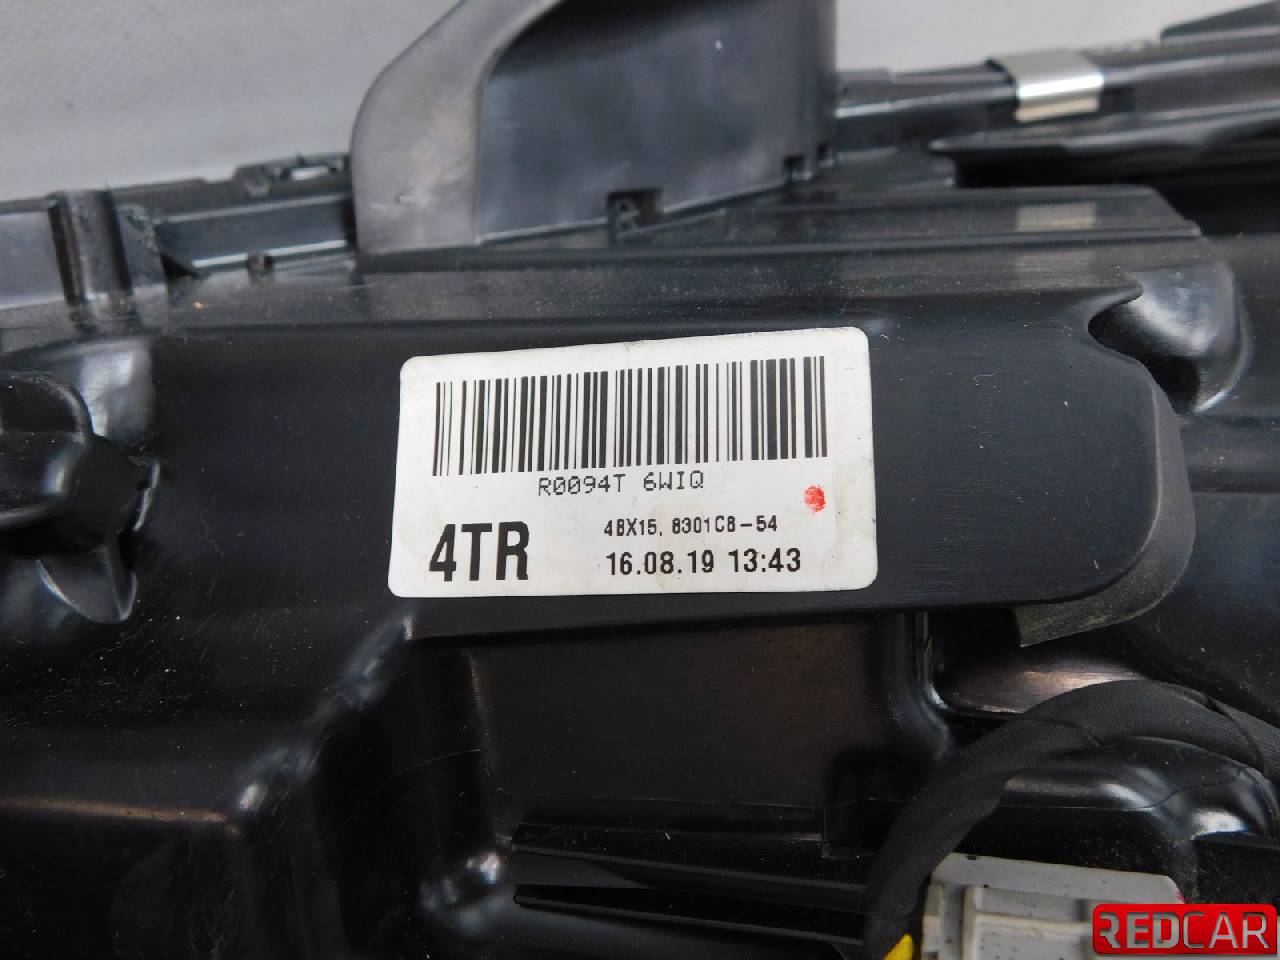 R0094T 6WIQ
4TR
4BX15, 8301C8-54
16.08.19 13:43
REDCAR